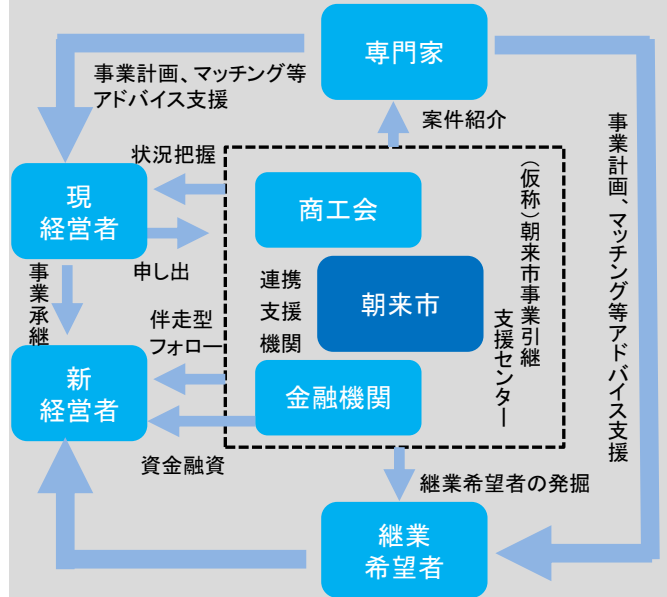 専門家
事業計画、マッチング等
アドバイス支援
案件紹介
状況把握
現
経営者
商工会
申し出
連携
支援
機関
朝来市
(仮称)朝来市事業引継
支援センター
事業計画、マッチング等アドバイス支援
事業承継
伴走型
フォロー
新
経営者
金融機関
資金融資
継業希望者の発掘
継業
希望者